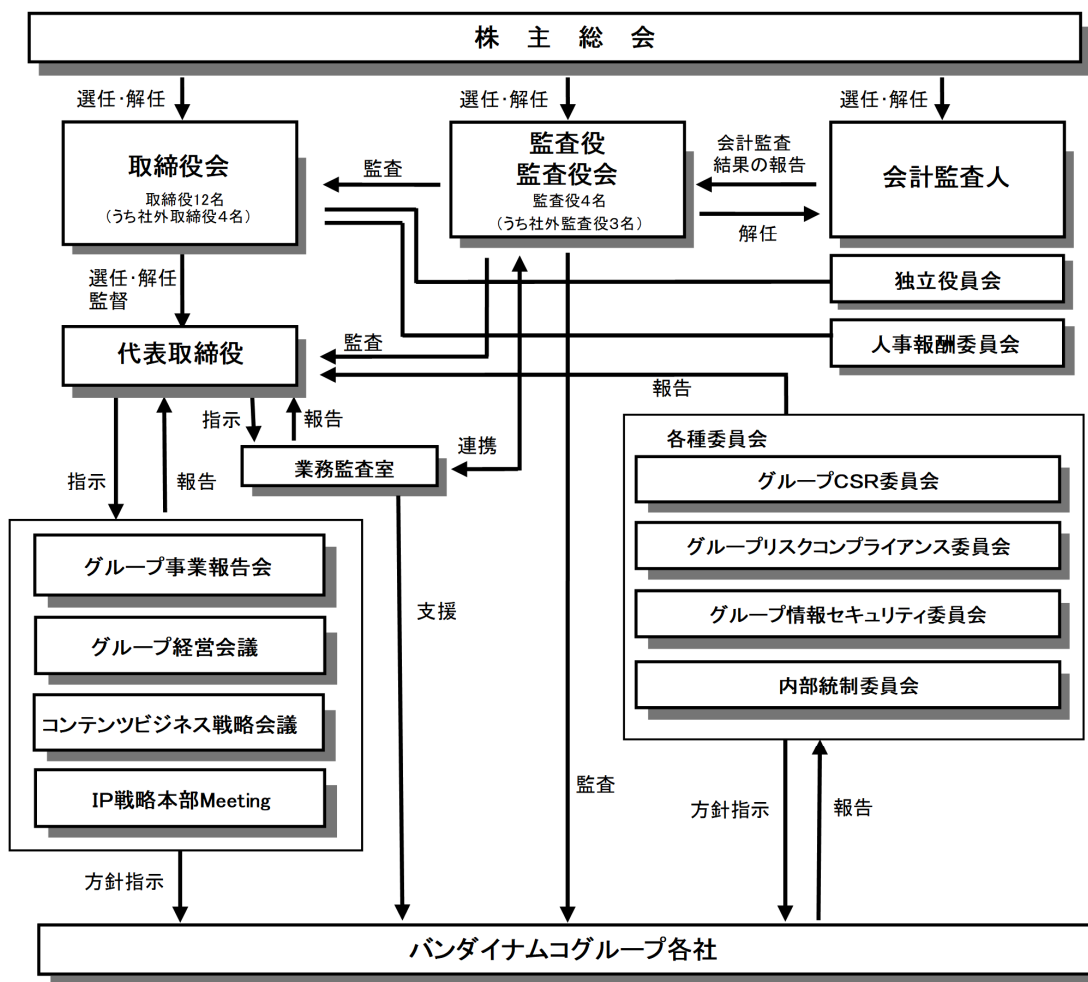 株 主 総 会
選任・解任
選任・解任
選任・解任
取締役会
取締役12名
（うち社外取締役４名）
監査
監査役
監査役会
監査役4名
（うち社外監査役３名）
会計監査
結果の報告
解任
会計監査人
独立役員会
人事報酬委員会
選任・解任
監督
代表取締役
監査
報告
指示
報告
指示
報告
業務監査室
連携
各種委員会
グループCSR委員会
グループリスクコンプライアンス委員会
グループ情報セキュリティ委員会
内部統制委員会
グループ事業報告会
グループ経営会議
コンテンツビジネス戦略会議
IP戦略本部Meeting
支援
監査
方針指示
報告
方針指示
バンダイナムコグループ各社